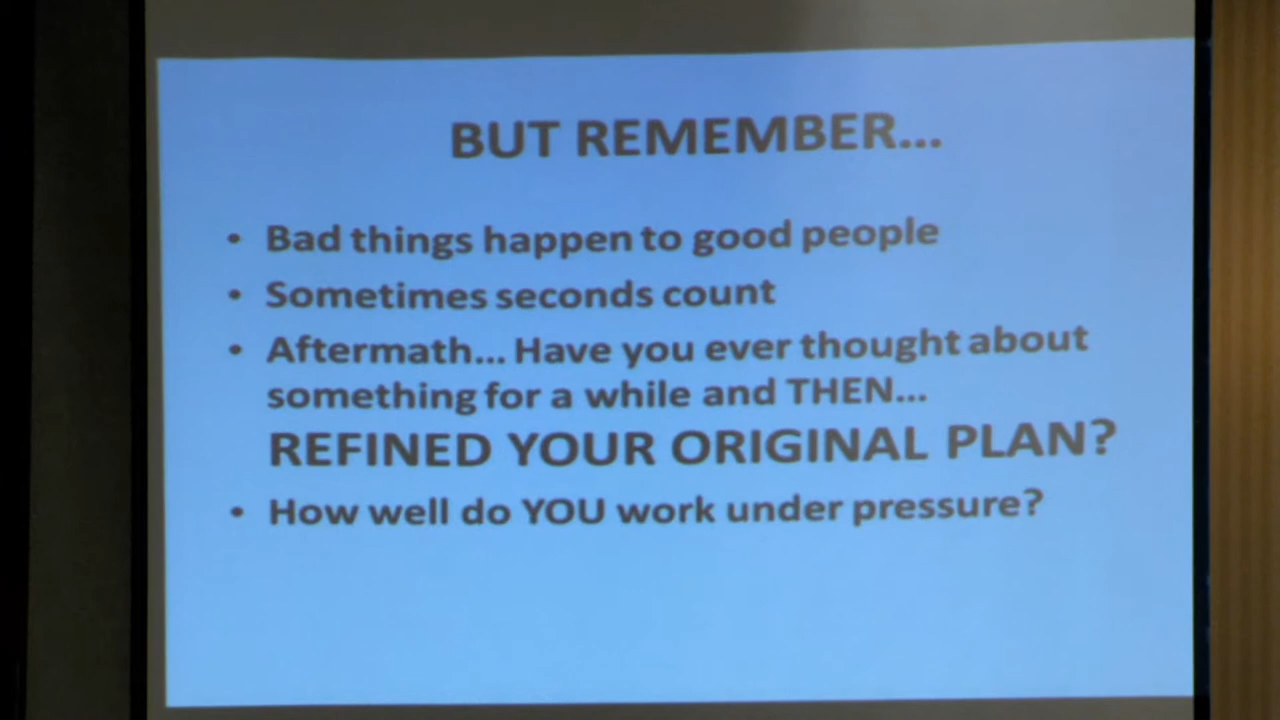 BUT REMEMBER...
• Bad things happen to good people
• Sometimes seconds count
• Aftermath... Have you ever thought about
something for a while and THEN...
REFINED YOUR ORIGINAL PLAN?
• How well do YOU work under pressure?